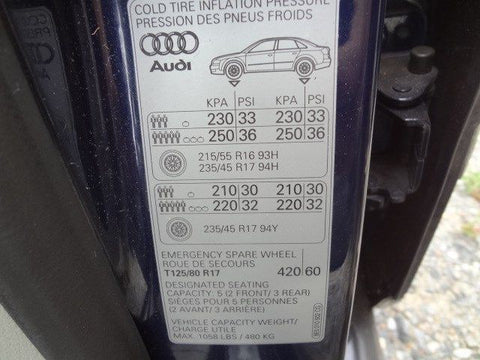 COLD TIRE INFLATION PRESSURE
PRESSION DES PNEUS FROIDS
Audi
KPA PSI KPA PSI
230 33 230 33
250 36 250 36
215/55 R16 93H
235/45 R17 94H
210 30 210 30
220 32 220 32
235/45 R17 94Y
EMERGENCY SPARE WHEEL
ROUE DE SECOURS
T125/80 R17 420 60
DESIGNATED SEATING
CAPACITY: 5 (2 FRONT/ 3 REAR)
SIÉGES POUR 5 PERSONNES
(2 AVANT/ 3 ARRIÈRE)
VEHICLE CAPACITY WEIGHT/
CHARGE UTILE
MAX. 1058 LBS / 480 KG